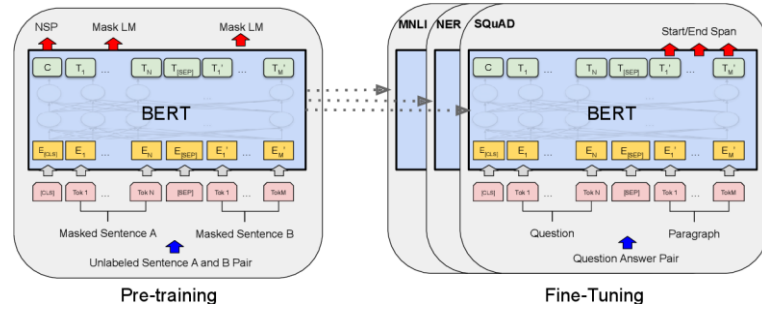 NSP Mask LM Mask LM
C T1 ... TN T[SEP] T1' ... TM'
BERT
E[CLS] E1 ... EN E[SEP] E1' ... EM'
[CLS] Tok 1 ... Tok N [SEP] Tok 1 ... TokM
Masked Sentence A Masked Sentence B
Unlabeled Sentence A and B Pair
Pre-training
MNLI NER SQuAD
Start/End Span
C T1 ... TN T[SEP] T1' ... TM'
BERT
E[CLS] E1 ... EN E[SEP] E1' ... EM'
[CLS] Tok 1 ... Tok N [SEP] Tok 1 ... TokM
Question Paragraph
Question Answer Pair
Fine-Tuning